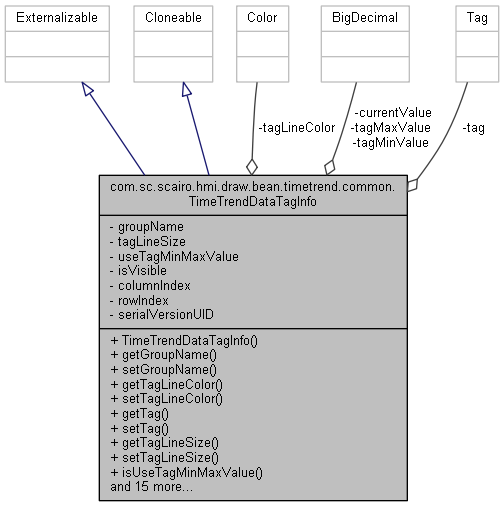 Externalizable
Cloneable
Color
BigDecimal
Tag
-tagLineColor
-currentValue
-tagMaxValue
-tagMinValue
-tag
com.sc.scairo.hmi.draw.bean.timetrend.common.
TimeTrendDataTagInfo
- groupName
- tagLineSize
- useTagMinMaxValue
- isVisible
- columnIndex
- rowIndex
- serialVersionUID
+ TimeTrendDataTagInfo()
+ getGroupName()
+ setGroupName()
+ getTagLineColor()
+ setTagLineColor()
+ getTag()
+ setTag()
+ getTagLineSize()
+ setTagLineSize()
+ isUseTagMinMaxValue()
and 15 more...